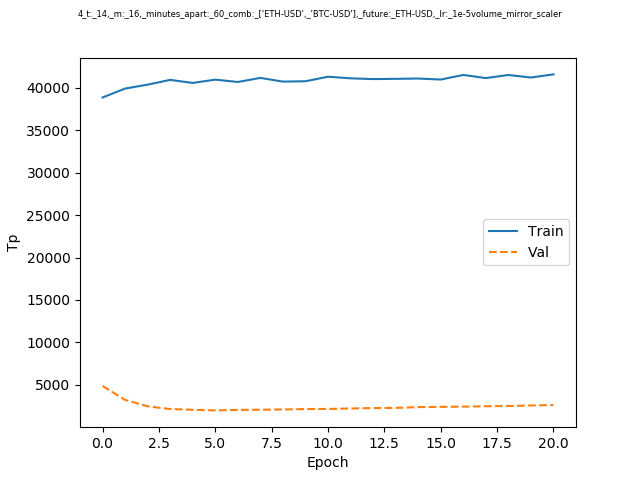 4_t:_14,_m:_16,_minutes_apart:_60_comb:_['ETH-USD',_'BTC-USD'],_future:_ETH-USD,_lr:_1e-5volume_mirror_scaler
40000
35000
30000
25000
20000
15000
10000
5000
Tp
Train
Val
0.0 2.5 5.0 7.5 10.0 12.5 15.0 17.5 20.0
Epoch